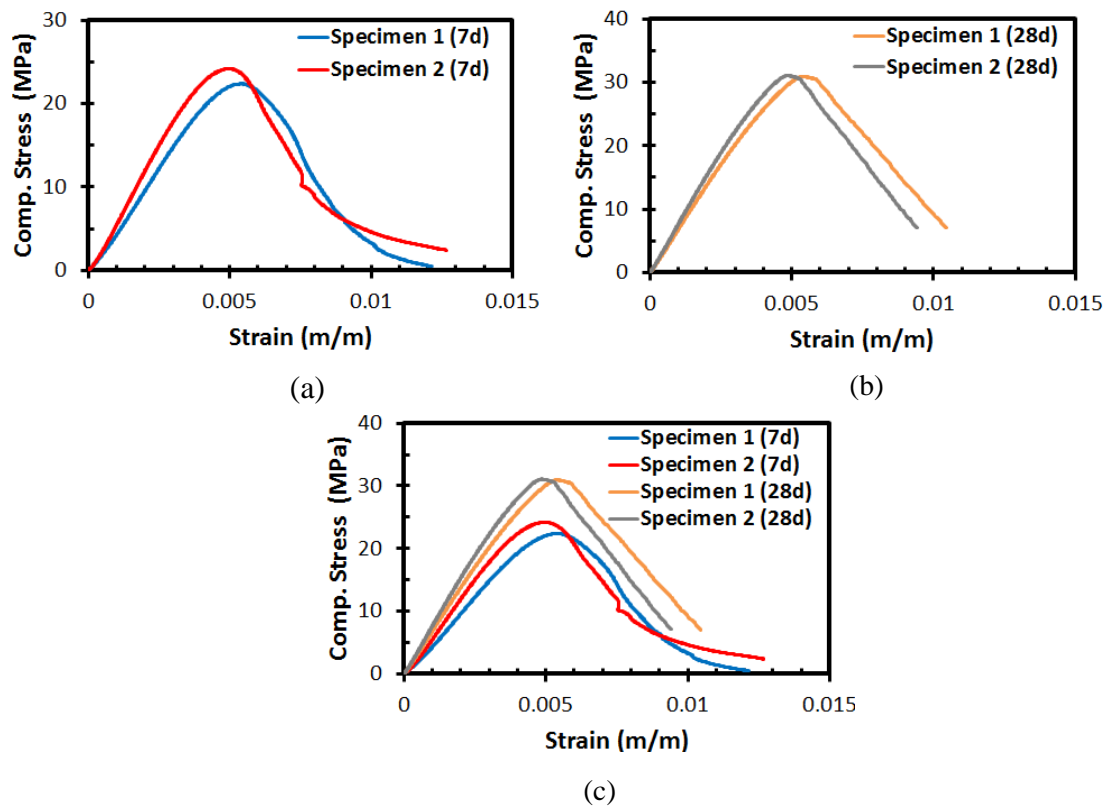 30
20
10
0
Comp. Stress (MPa)
Specimen 1 (7d)
Specimen 2 (7d)
0 0.005 0.01 0.015
Strain (m/m)
(a)
40
30
20
10
0
Comp. Stress (MPa)
Specimen 1 (28d)
Specimen 2 (28d)
0 0.005 0.01 0.015
Strain (m/m)
(b)
40
30
20
10
0
Comp. Stress (MPa)
Specimen 1 (7d)
Specimen 2 (7d)
Specimen 1 (28d)
Specimen 2 (28d)
0 0.005 0.01 0.015
Strain (m/m)
(c)